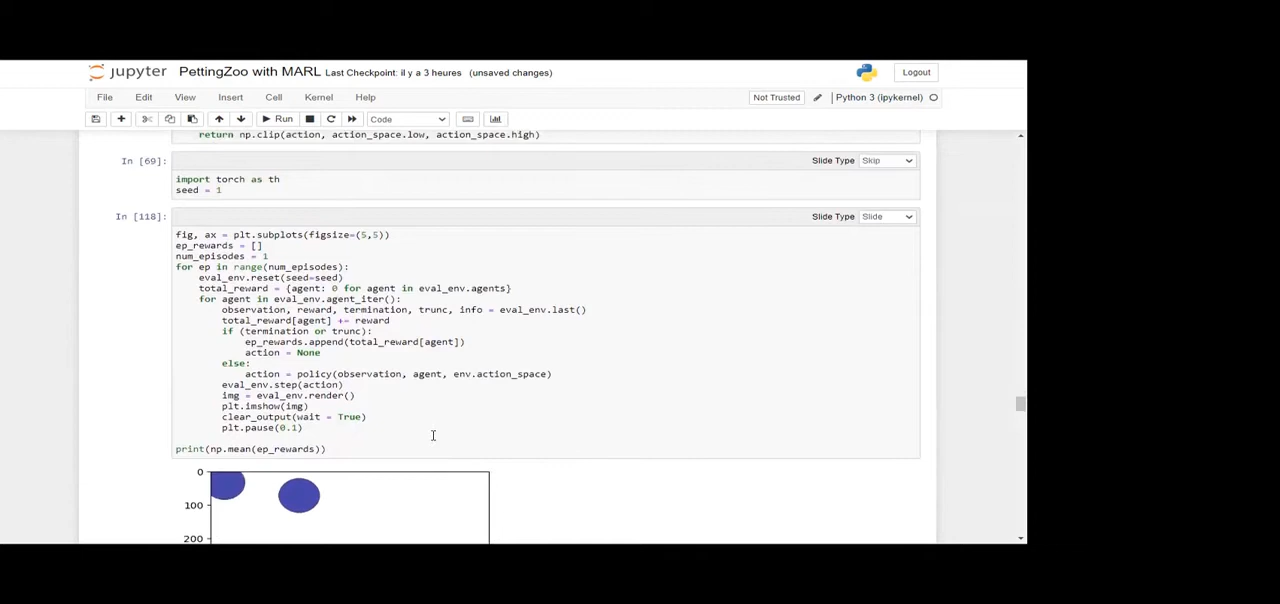 jupyter PettingZoo with MARL Last Checkpoint: il y a 3 heures (unsaved changes) Logout
File Edit View Insert Cell Kernel Help Not Trusted Python 3 (ipykernel)
Run Code
return np.clip(action, action_space.low, action_space.high)
In [69]: Slide Type Skip
import torch as th
seed = 1
In [118]: Slide Type Slide
fig, ax = plt.subplots(figsize=(5,5))
ep_rewards = []
num_episodes = 1
for ep in range(num_episodes):
    eval_env.reset(seed=seed)
    total_reward = {agent: 0 for agent in eval_env.agents}
    for agent in eval_env.agent_iter():
        observation, reward, termination, trunc, info = eval_env.last()
        total_reward[agent] += reward
        if (termination or trunc):
            ep_rewards.append(total_reward[agent])
            action = None
        else:
            action = policy(observation, agent, env.action_space)
        eval_env.step(action)
        img = eval_env.render()
        plt.imshow(img)
        clear_output(wait = True)
        plt.pause(0.1)
print(np.mean(ep_rewards))
0
100
200